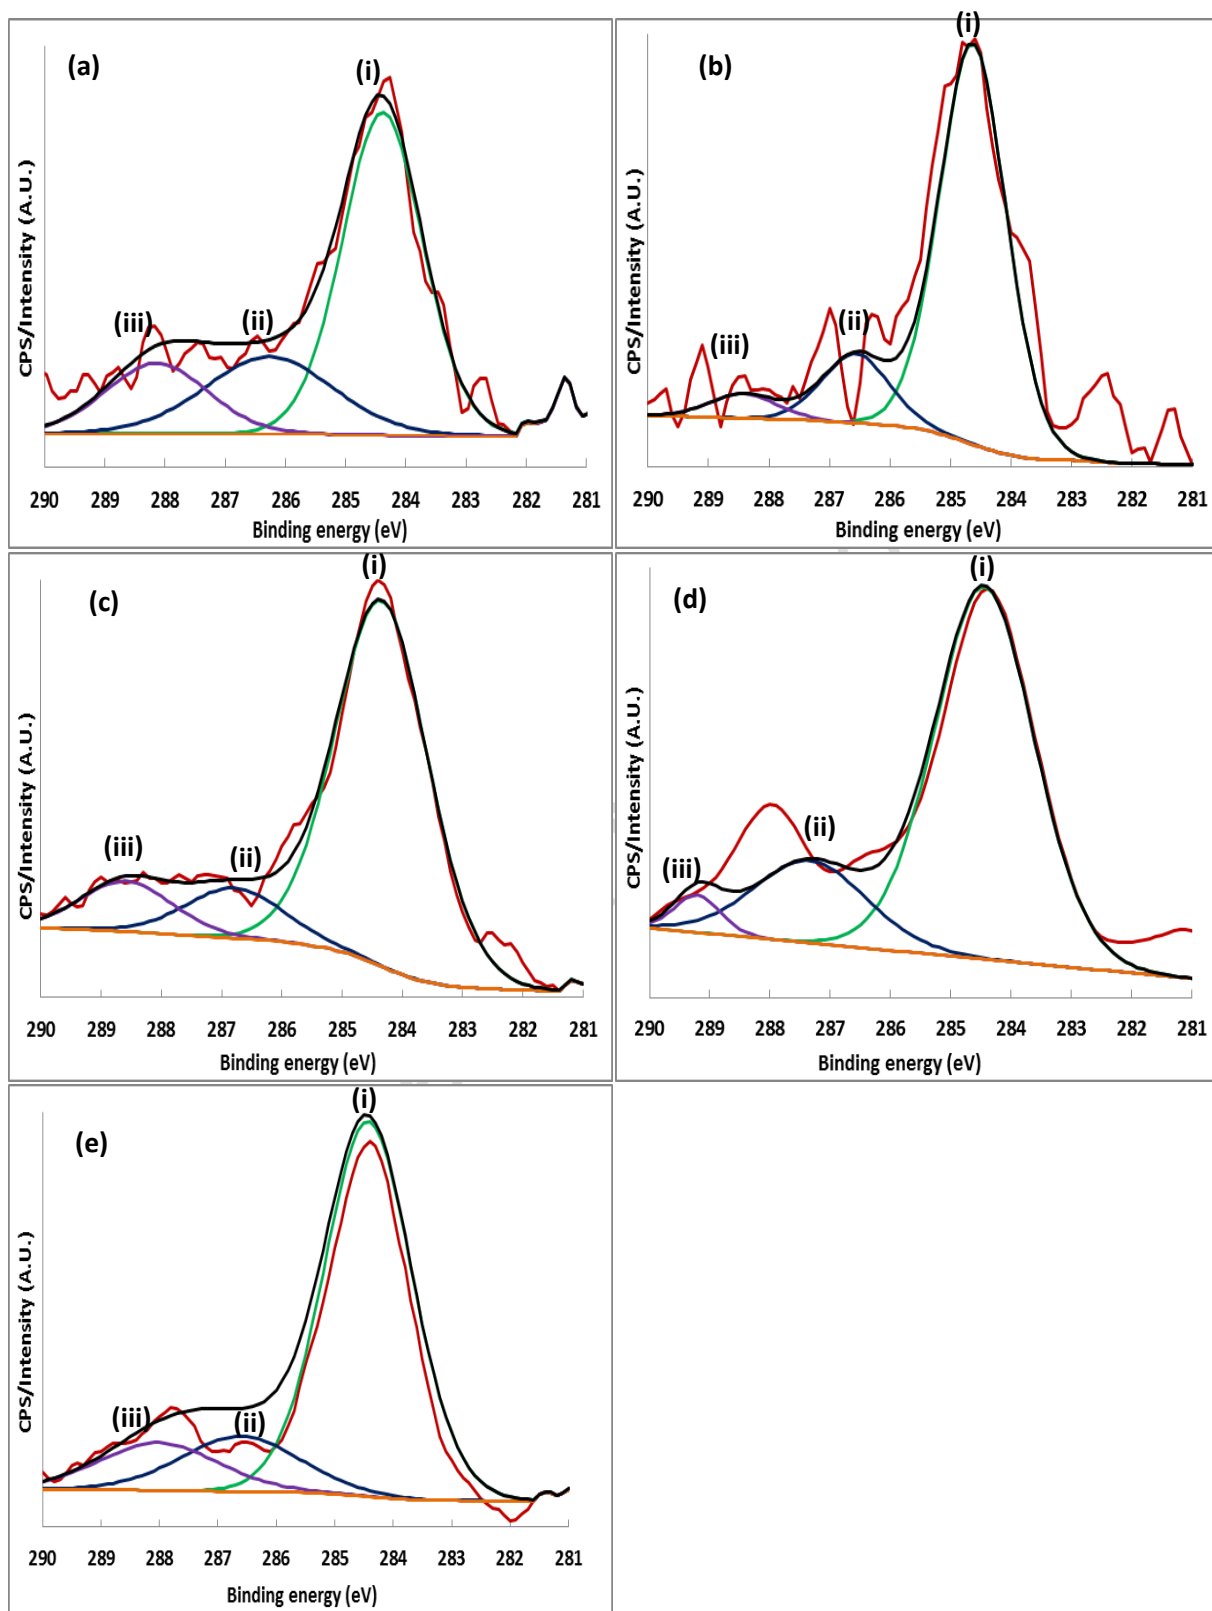 (a)
(i)
(ii)
(iii)
CPS/Intensity (A.U.)
290 289 288 287 286 285 284 283 282 281
Binding energy (eV)
(b)
(i)
(ii)
(iii)
CPS/Intensity (A.U.)
290 289 288 287 286 285 284 283 282 281
Binding energy (eV)
(c)
(i)
(ii)
(iii)
CPS/Intensity (A.U.)
290 289 288 287 286 285 284 283 282 281
Binding energy (eV)
(d)
(i)
(ii)
(iii)
CPS/Intensity (A.U.)
290 289 288 287 286 285 284 283 282 281
Binding energy (eV)
(e)
(i)
(ii)
(iii)
CPS/Intensity (A.U.)
290 289 288 287 286 285 284 283 282 281
Binding energy (eV)